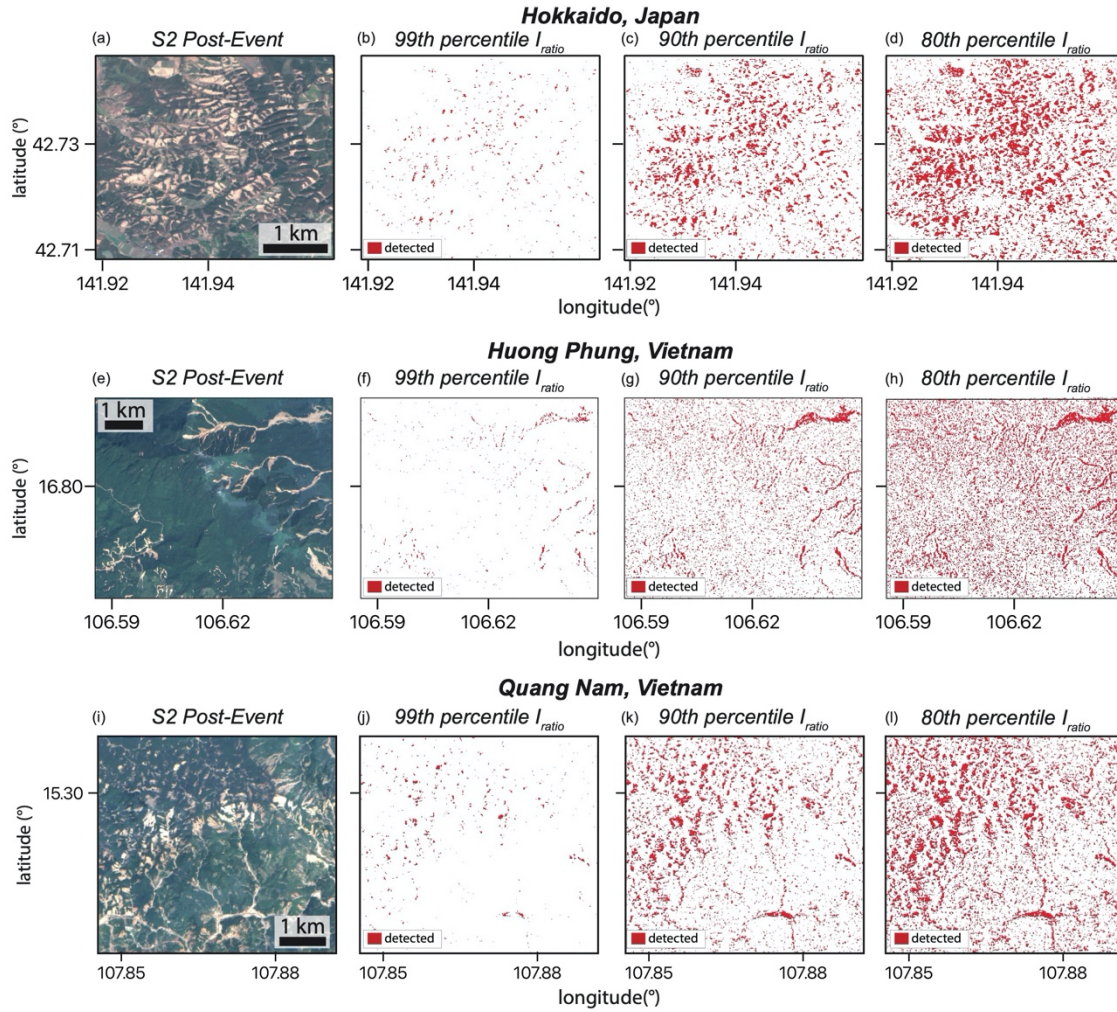 Hokkaido, Japan
(a) S2 Post-Event
(b) 99th percentile I_ratio
(c) 90th percentile I_ratio
(d) 80th percentile I_ratio
latitude (°)
42.73
42.71
1 km
detected
detected
detected
141.92
141.94
141.92
141.94
141.92
141.94
141.92
141.94
longitude(°)
Huong Phung, Vietnam
(e) S2 Post-Event
(f) 99th percentile I_ratio
(g) 90th percentile I_ratio
(h) 80th percentile I_ratio
1 km
latitude (°)
16.80
detected
detected
detected
106.59
106.62
106.59
106.62
106.59
106.62
106.59
106.62
longitude(°)
Quang Nam, Vietnam
(i) S2 Post-Event
(j) 99th percentile I_ratio
(k) 90th percentile I_ratio
(l) 80th percentile I_ratio
15.30
latitude (°)
1 km
detected
detected
detected
107.85
107.88
107.85
107.88
107.85
107.88
107.85
107.88
longitude(°)